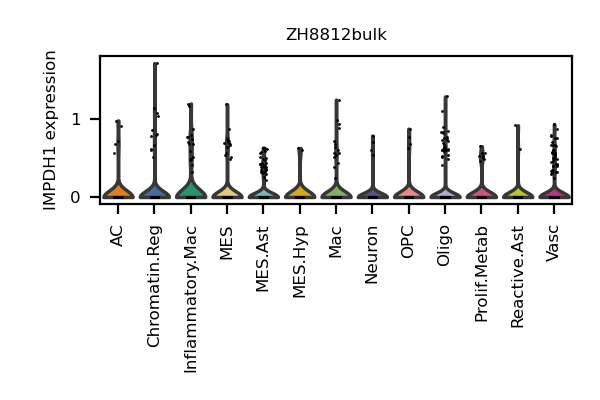 ZH8812bulk
IMPDH1 expression
1
0
AC
Chromatin.Reg
Inflammatory.Mac
MES
MES.Ast
MES.Hyp
Mac
Neuron
OPC
Oligo
Prolif.Metab
Reactive.Ast
Vasc